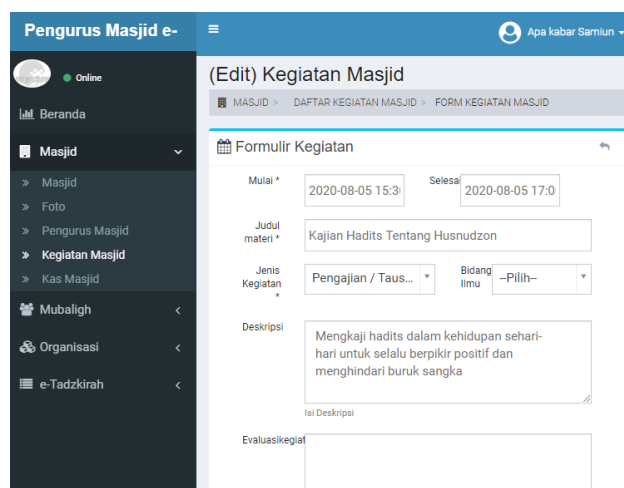 Pengurus Masjid e-
Apa kabar Samiun
Online
(Edit) Kegiatan Masjid
MASJID > DAFTAR KEGIATAN MASJID > FORM KEGIATAN MASJID
Beranda
Masjid
Masjid
Foto
Pengurus Masjid
Kegiatan Masjid
Kas Masjid
Mubaligh
Organisasi
e-Tadzkirah
Formulir Kegiatan
Mulai *
2020-08-05 15:3
Selesai
2020-08-05 17:0
Judul
materi *
Kajian Hadits Tentang Husnudzon
Jenis
Kegiatan
*
Pengajian / Taus...
Bidang
Ilmu
--Pilih--
Deskripsi
Mengkaji hadits dalam kehidupan sehari-
hari untuk selalu berpikir positif dan
menghindari buruk sangka
Isi Deskripsi
Evaluasikegiat